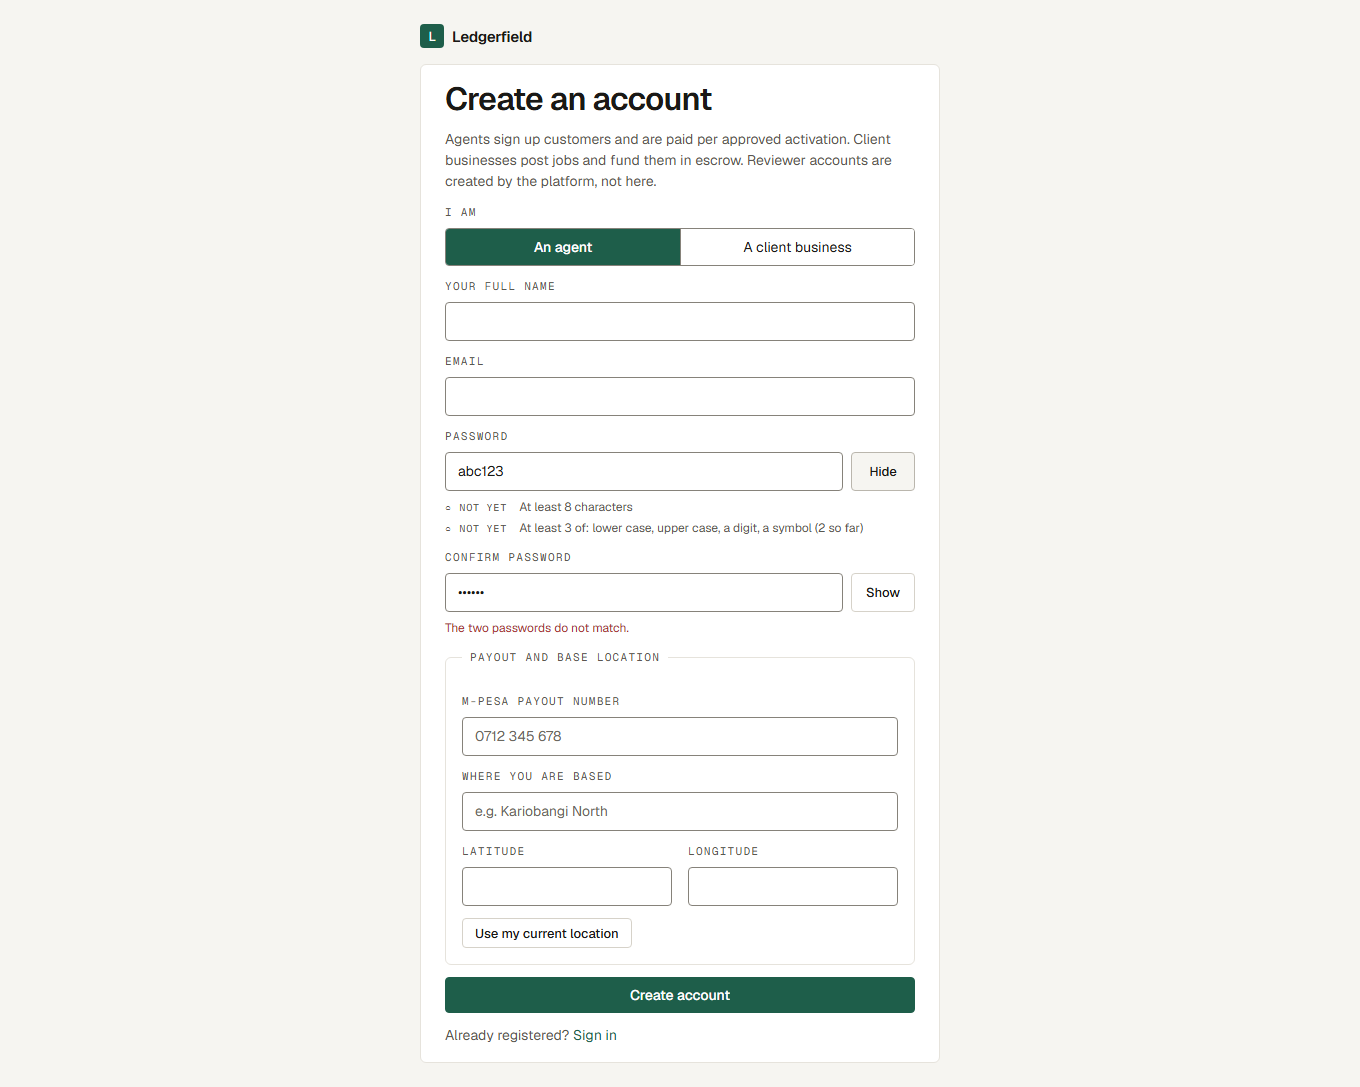 L Ledgerfield
Create an account
Agents sign up customers and are paid per approved activation. Client
businesses post jobs and fund them in escrow. Reviewer accounts are
created by the platform, not here.
I AM
An agent
A client business
YOUR FULL NAME
EMAIL
PASSWORD
abc123
Hide
○ NOT YET At least 8 characters
○ NOT YET At least 3 of: lower case, upper case, a digit, a symbol (2 so far)
CONFIRM PASSWORD
••••••
Show
The two passwords do not match.
PAYOUT AND BASE LOCATION
M-PESA PAYOUT NUMBER
0712 345 678
WHERE YOU ARE BASED
e.g. Kariobangi North
LATITUDE
LONGITUDE
Use my current location
Create account
Already registered? Sign in